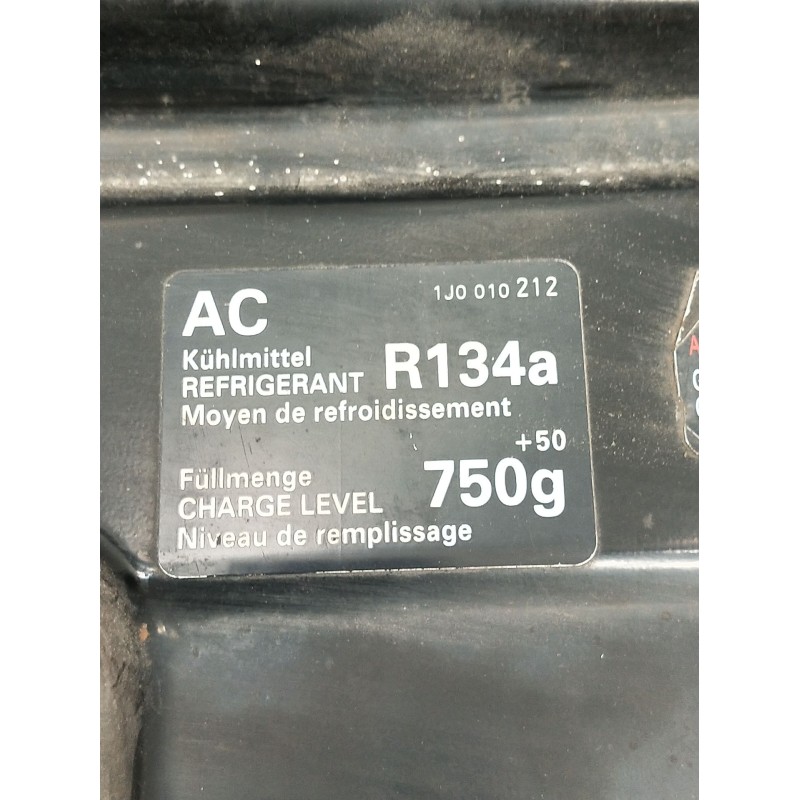 AC
1J0 010 212
Kühlmittel
REFRIGERANT R134a
Moyen de refroidissement
+50
Füllmenge
CHARGE LEVEL 750g
Niveau de remplissage